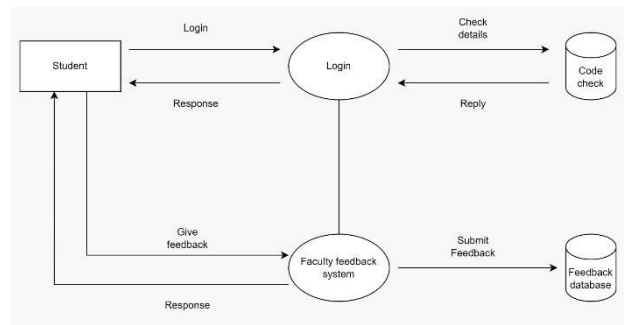 Login
Check
details
Student
Login
Code
check
Response
Reply
Give
feedback
Submit
Feedback
Faculty feedback
system
Feedback
database
Response